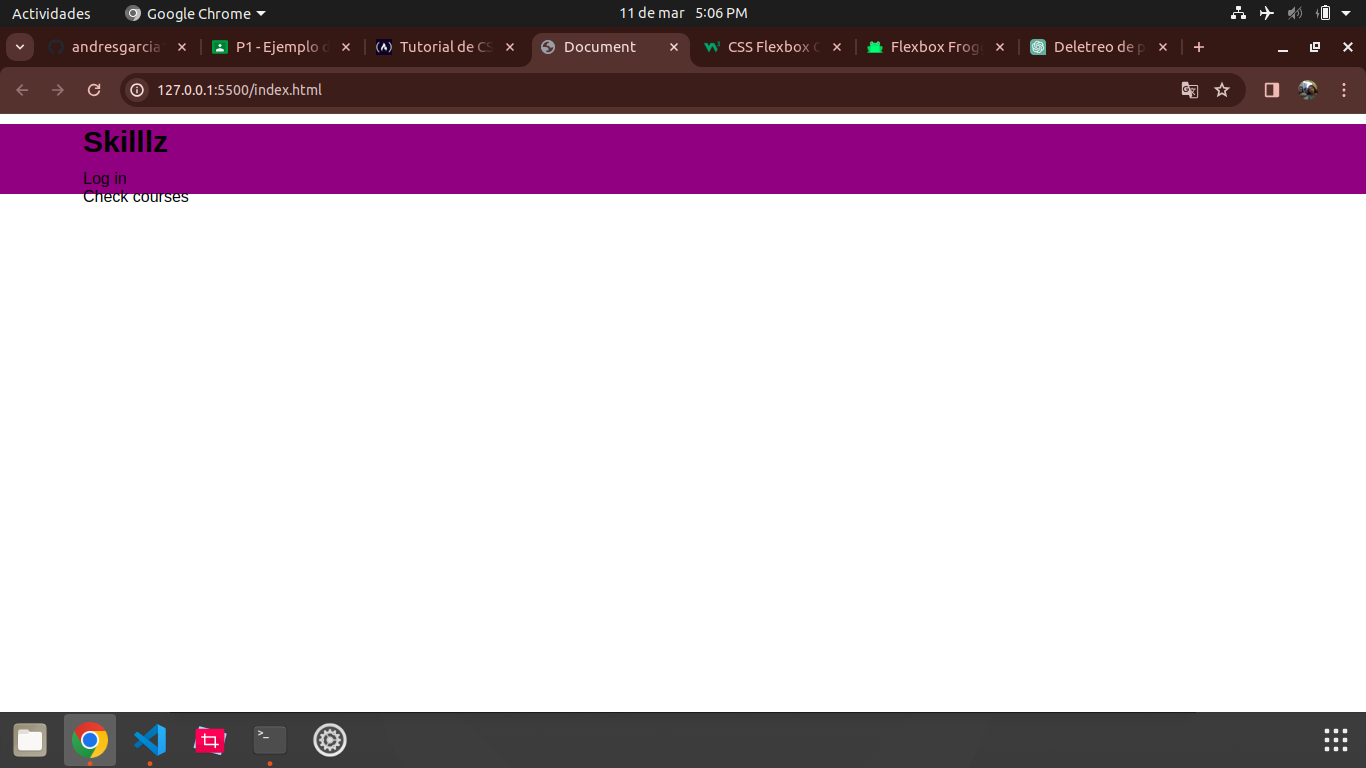 Actividades Google Chrome 11 de mar 5:06 PM
andresgarcia P1 - Ejemplo d Tutorial de CS Document CSS Flexbox Flexbox Frog Deletreo de p
127.0.0.1:5500/index.html
Skilllz
Log in
Check courses